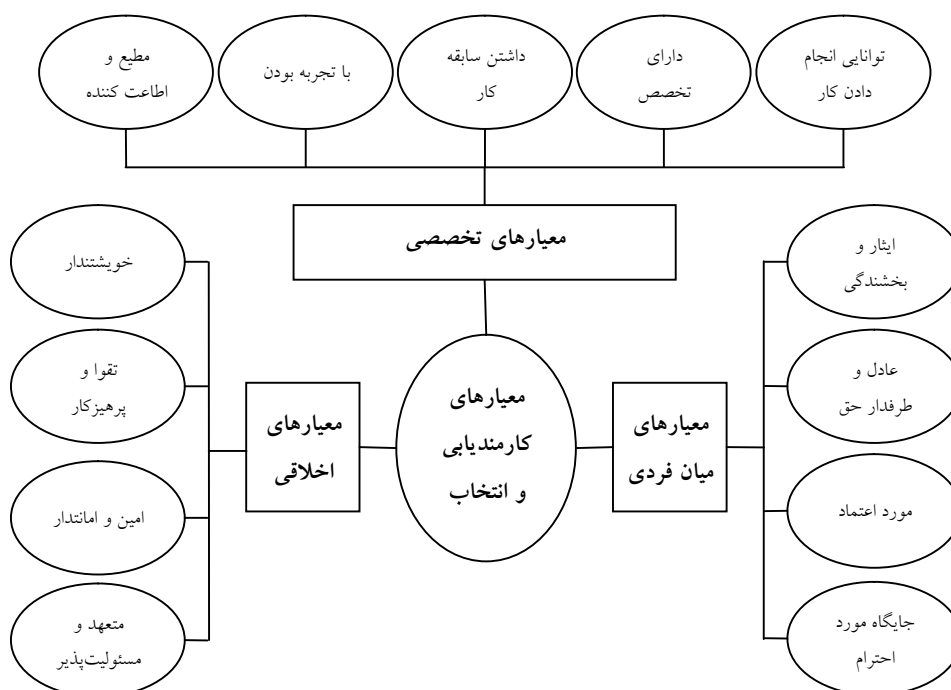 توانایی انجام
دادن کار
دارای
تخصص
داشتن سابقه
کار
با تجربه بودن
مطیع و
اطاعت کننده
معیارهای تخصصی
ایثار و
بخشندگی
عادل و
طرفدار حق
مورد اعتماد
جایگاه مورد
احترام
معیارهای
میان فردی
معیارهای
کارمندیابی
و انتخاب
معیارهای
اخلاقی
خویشتندار
تقوا و
پرهیزکار
امین و امانتدار
متعهد و
مسئولیت‌پذیر